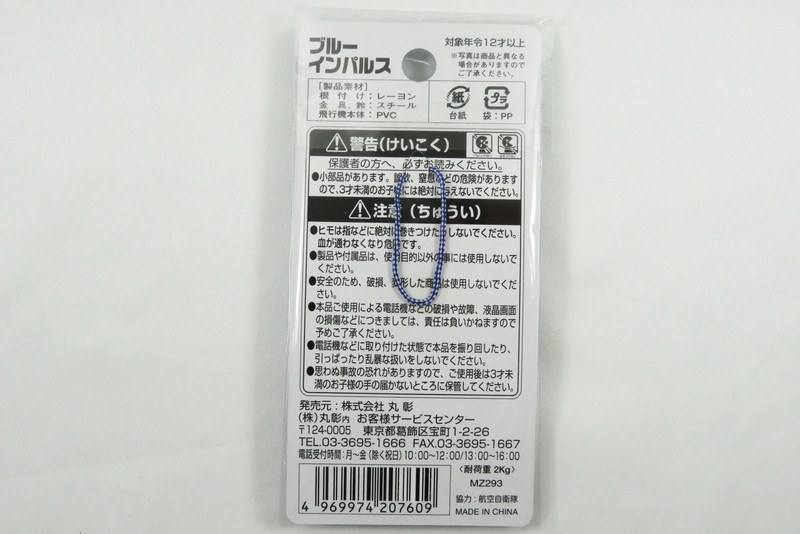 ブルー
インパルス
対象年令12才以上
※写真は商品と異なる
場合がありますので
ご了承ください。
[製品素材]
根付け:レーヨン
金具、鈴:スチール
飛行機本体:PVC
紙
台紙
プラ
袋:PP
警告(けいこく)
保護者の方へ、必ずお読みください。
●小部品があります。誤飲、窒息などの危険があります
ので、3才未満のお子様には絶対に与えないでください。
注意(ちゅうい)
●ヒモは指などに絶対に巻きつけたりしないでください。
血が通わなくなり危険です。
●製品や付属品は、使用目的以外の事には使用しないで
ください。
●安全のため、破損、変形した商品は使用しないでくだ
さい。
●本品ご使用による電話機などの破損や故障、液晶画面
の損傷などにつきましては、責任は負いかねますので
予めご了承ください。
●電話機などに取り付けた状態で本品を振り回したり、
引っぱったり乱暴な扱いをしないでください。
●思わぬ事故の恐れがありますので、ご使用後は3才未
満のお子様の手の届かないところに保管してください。
発売元:株式会社 丸彰
(株)丸彰内 お客様サービスセンター
〒124-0005 東京都葛飾区宝町1-2-26
TEL.03-3695-1666 FAX.03-3695-1667
電話受付時間:月〜金(除く祝日)10:00〜12:00/13:00〜16:00
〈耐荷重 2Kg〉
MZ293
協力:航空自衛隊
MADE IN CHINA
4 969974 207609